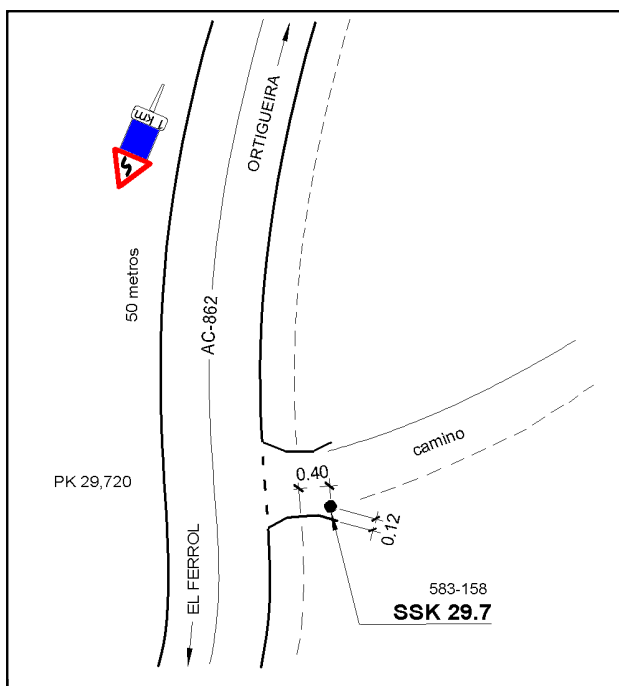 ORTIGUEIRA
1 km
50 metros
AC-862
camino
0.40
PK 29,720
0.12
EL FERROL
583-158
SSK 29.7